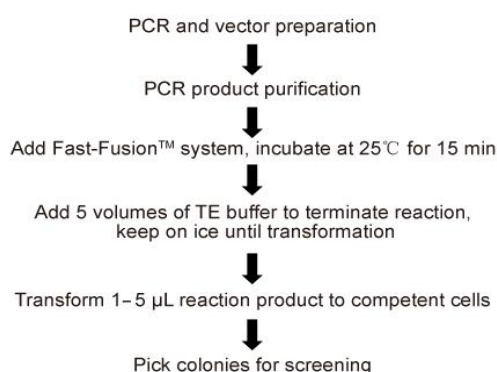 PCR and vector preparation
PCR product purification
Add Fast-Fusion™ system, incubate at 25℃ for 15 min
Add 5 volumes of TE buffer to terminate reaction,
keep on ice until transformation
Transform 1–5 μL reaction product to competent cells
Pick colonies for screening